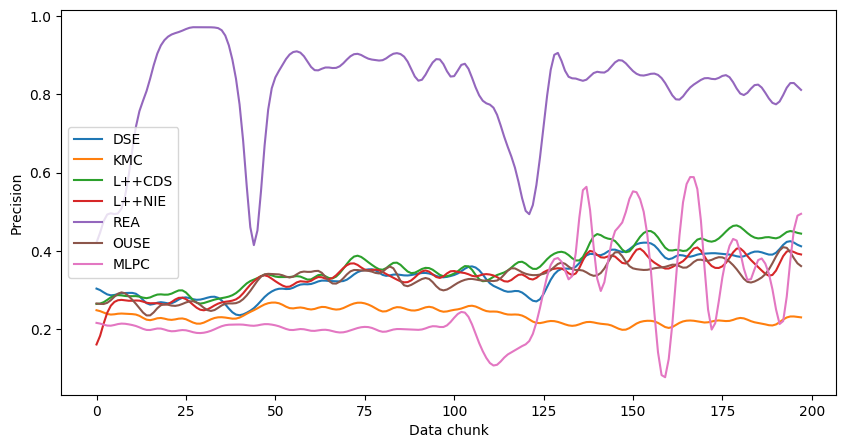 1.0
0.8
0.6
0.4
0.2
Precision
DSE
KMC
L++CDS
L++NIE
REA
OUSE
MLPC
0 25 50 75 100 125 150 175 200
Data chunk